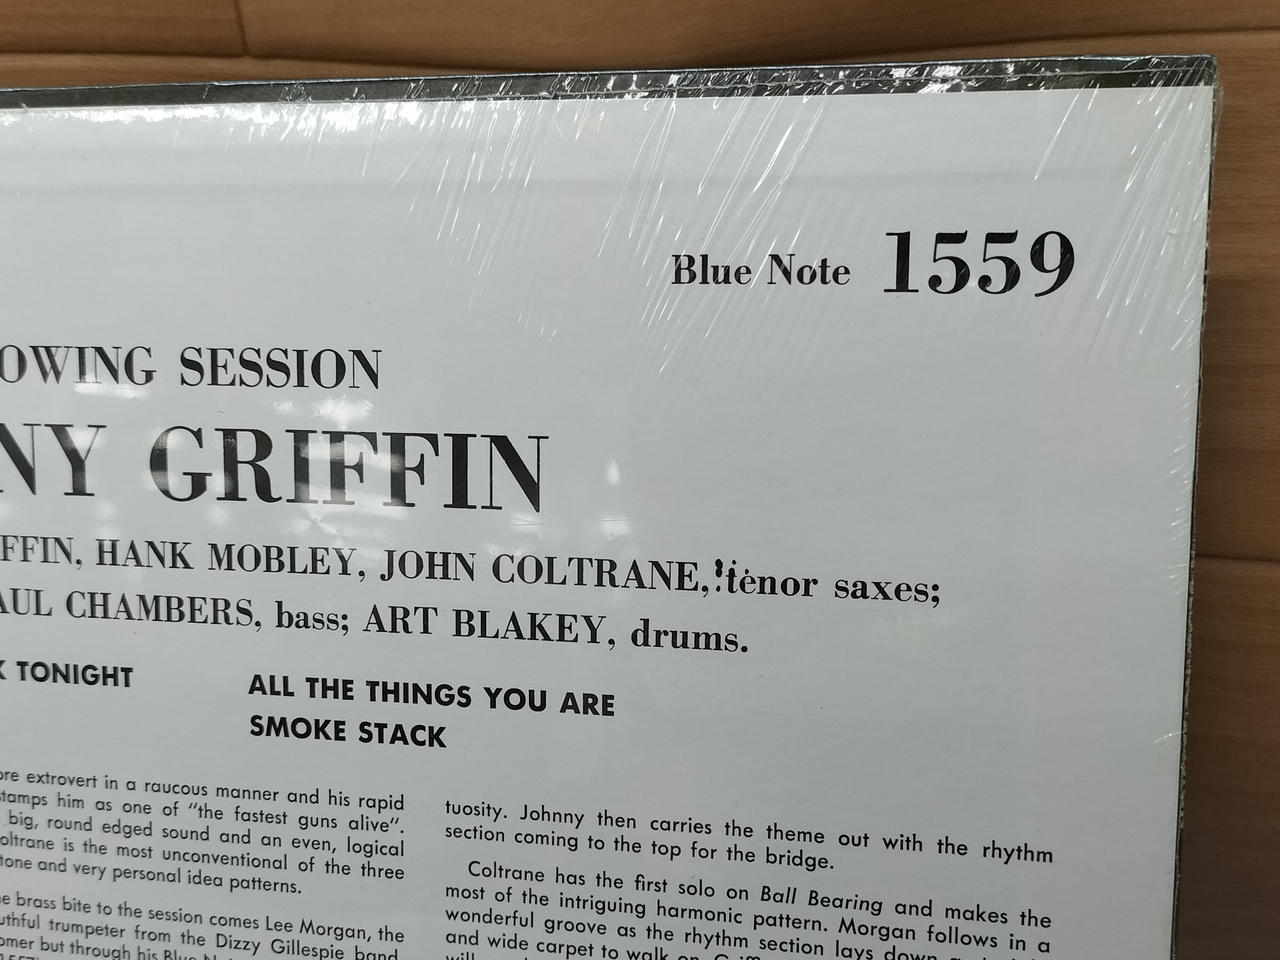 Blue Note 1559
OWING SESSION
NY GRIFFIN
FFIN, HANK MOBLEY, JOHN COLTRANE, tenor saxes;
AUL CHAMBERS, bass; ART BLAKEY, drums.
K TONIGHT
ALL THE THINGS YOU ARE
SMOKE STACK
ore extrovert in a raucous manner and his rapid
stamps him as one of "the fastest guns alive".
big, round edged sound and an even, logical
oltrane is the most unconventional of the three
tone and very personal idea patterns.
e brass bite to the session comes Lee Morgan, the
uthful trumpeter from the Dizzy Gillespie band
omer but through his Blue
tuosity. Johnny then carries the theme out with the rhythm
section coming to the top for the bridge.
Coltrane has the first solo on Ball Bearing and makes the
most of the intriguing harmonic pattern. Morgan follows in a
wonderful groove as the rhythm section lays down
and wide carpet to walk on.